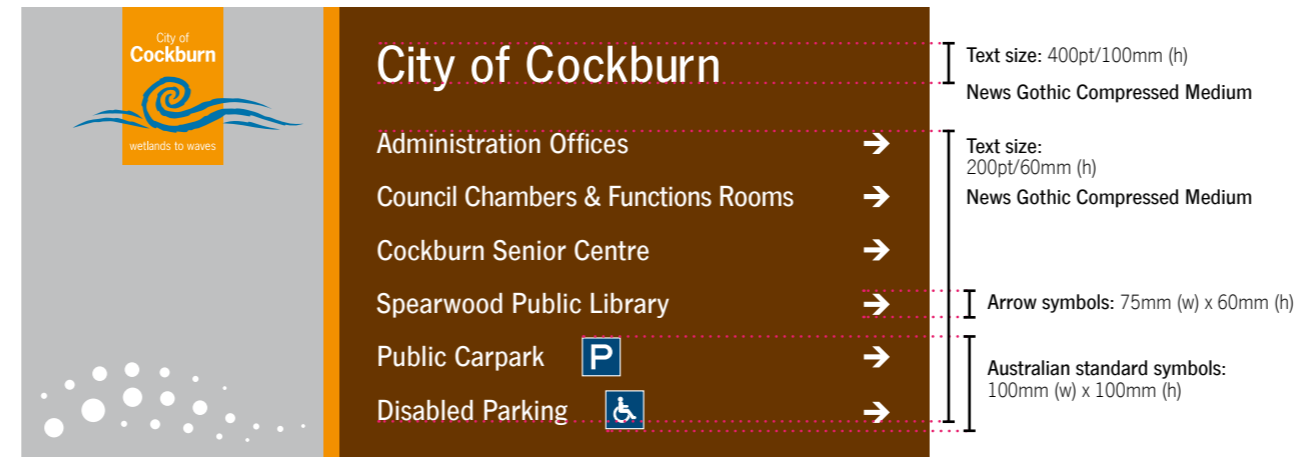 City of
Cockburn
wetlands to waves
City of Cockburn
Administration Offices
Council Chambers & Functions Rooms
Cockburn Senior Centre
Spearwood Public Library
Public Carpark P
Disabled Parking
Text size: 400pt/100mm (h)
News Gothic Compressed Medium
Text size:
200pt/60mm (h)
News Gothic Compressed Medium
Arrow symbols: 75mm (w) x 60mm (h)
Australian standard symbols:
100mm (w) x 100mm (h)